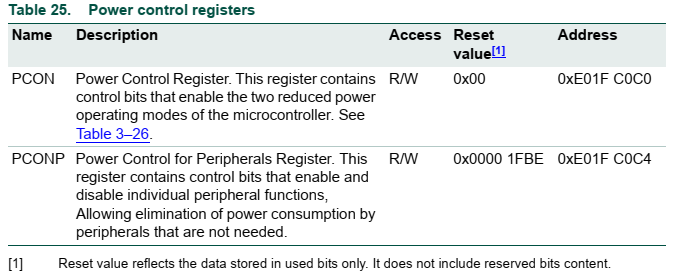 Table 25. Power control registers
Name Description Access Reset value[1] Address
PCON Power Control Register. This register contains R/W 0x00 0xE01F C0C0
control bits that enable the two reduced power
operating modes of the microcontroller. See
Table 3–26.
PCONP Power Control for Peripherals Register. This R/W 0x0000 1FBE 0xE01F C0C4
register contains control bits that enable and
disable individual peripheral functions,
Allowing elimination of power consumption by
peripherals that are not needed.
[1] Reset value reflects the data stored in used bits only. It does not include reserved bits content.